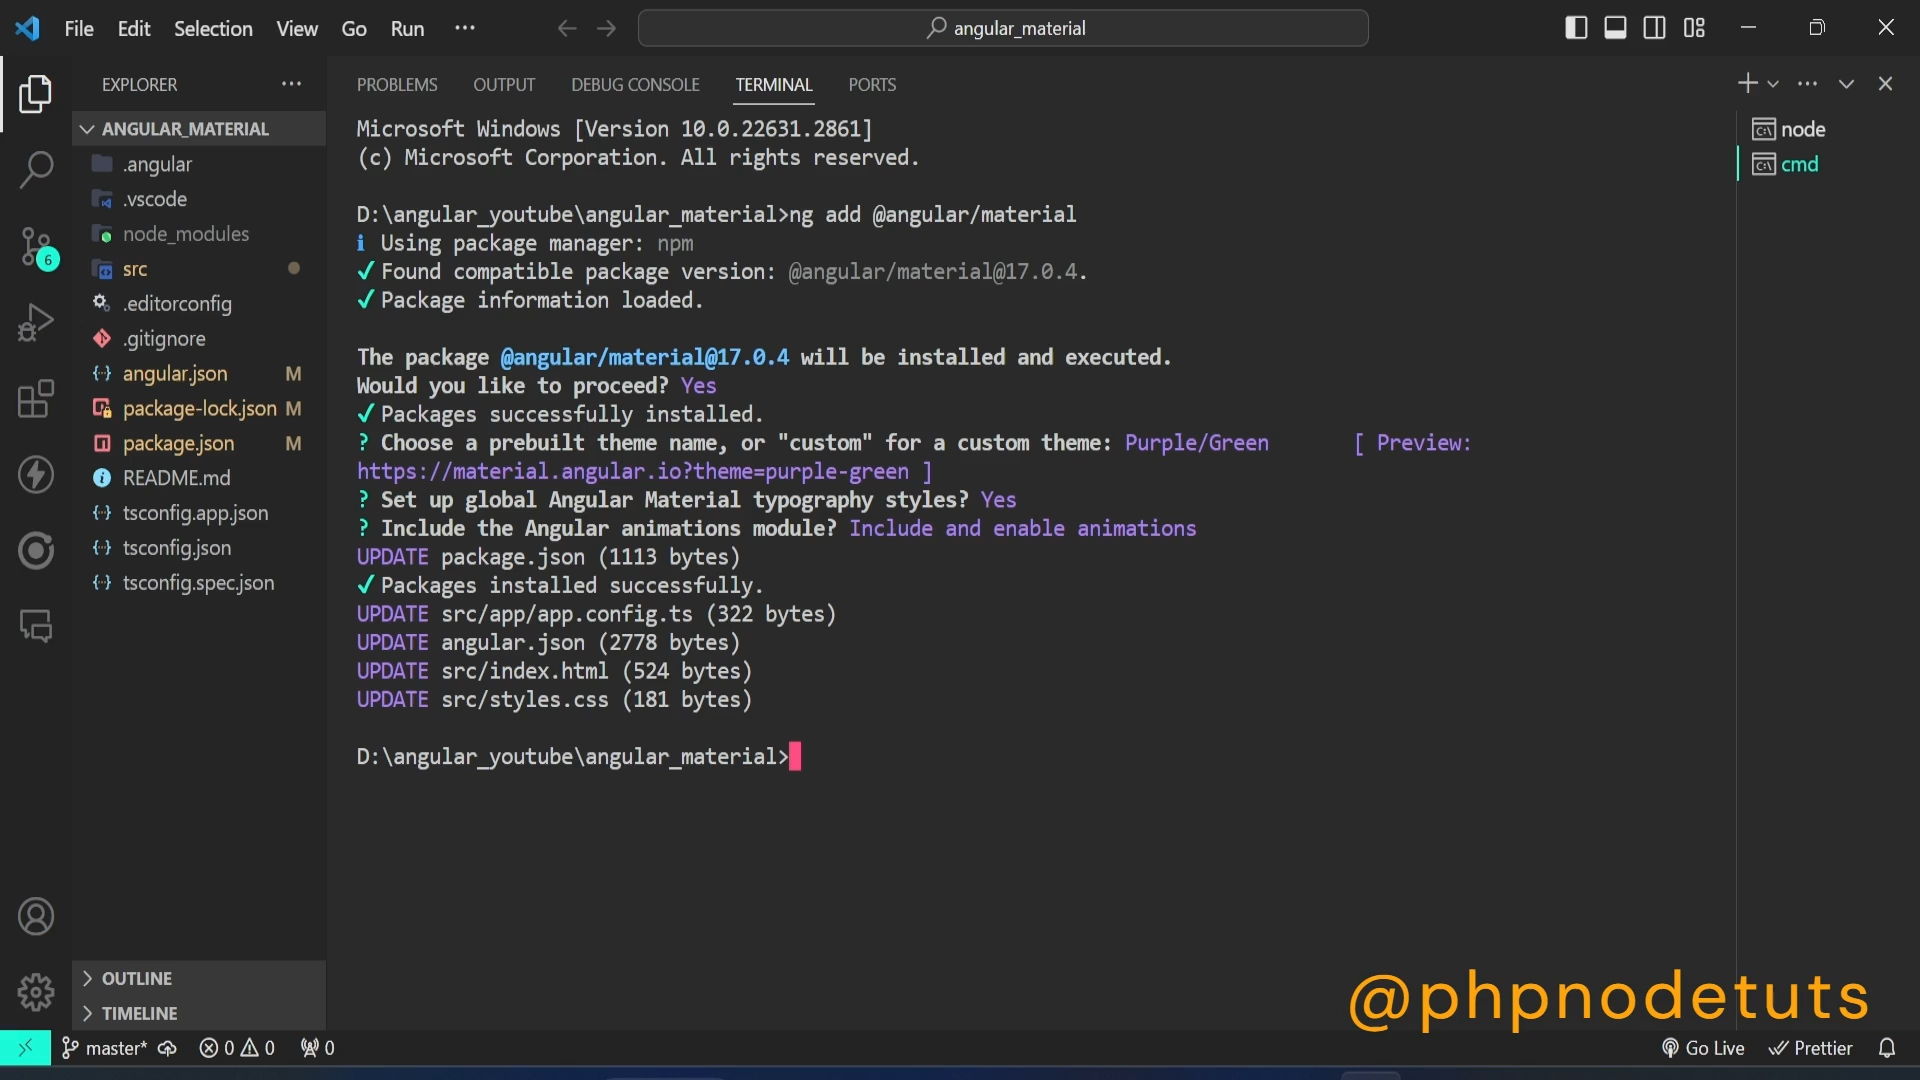 File Edit Selection View Go Run ···
angular_material
EXPLORER ···
ANGULAR_MATERIAL
.angular
.vscode
node_modules
src
.editorconfig
.gitignore
angular.json M
package-lock.json M
package.json M
README.md
tsconfig.app.json
tsconfig.json
tsconfig.spec.json
6
OUTLINE
TIMELINE
PROBLEMS OUTPUT DEBUG CONSOLE TERMINAL PORTS
Microsoft Windows [Version 10.0.22631.2861]
(c) Microsoft Corporation. All rights reserved.
D:\angular_youtube\angular_material>ng add @angular/material
i Using package manager: npm
✓ Found compatible package version: @angular/material@17.0.4.
✓ Package information loaded.
The package @angular/material@17.0.4 will be installed and executed.
Would you like to proceed? Yes
✓ Packages successfully installed.
? Choose a prebuilt theme name, or "custom" for a custom theme: Purple/Green [ Preview:
https://material.angular.io?theme=purple-green ]
? Set up global Angular Material typography styles? Yes
? Include the Angular animations module? Include and enable animations
UPDATE package.json (1113 bytes)
✓ Packages installed successfully.
UPDATE src/app/app.config.ts (322 bytes)
UPDATE angular.json (2778 bytes)
UPDATE src/index.html (524 bytes)
UPDATE src/styles.css (181 bytes)
D:\angular_youtube\angular_material>
node
cmd
@phpnodetuts
master* 0 0 0 Go Live Prettier